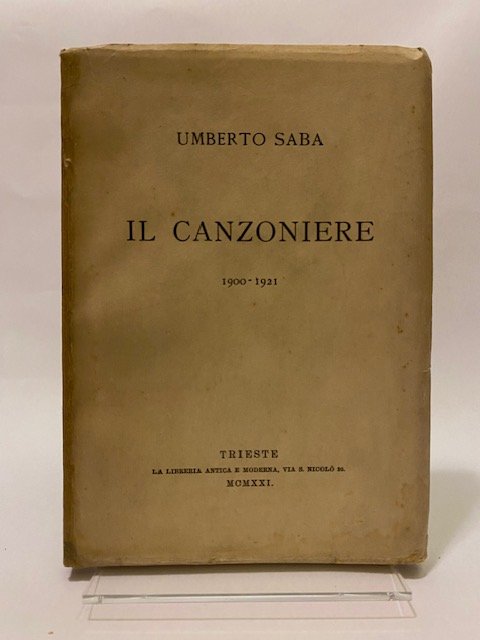 UMBERTO SABA
IL CANZONIERE
1900-1921
TRIESTE
LA LIBRERIA ANTICA E MODERNA, VIA S. NICOLÒ 30.
MCMXXI.